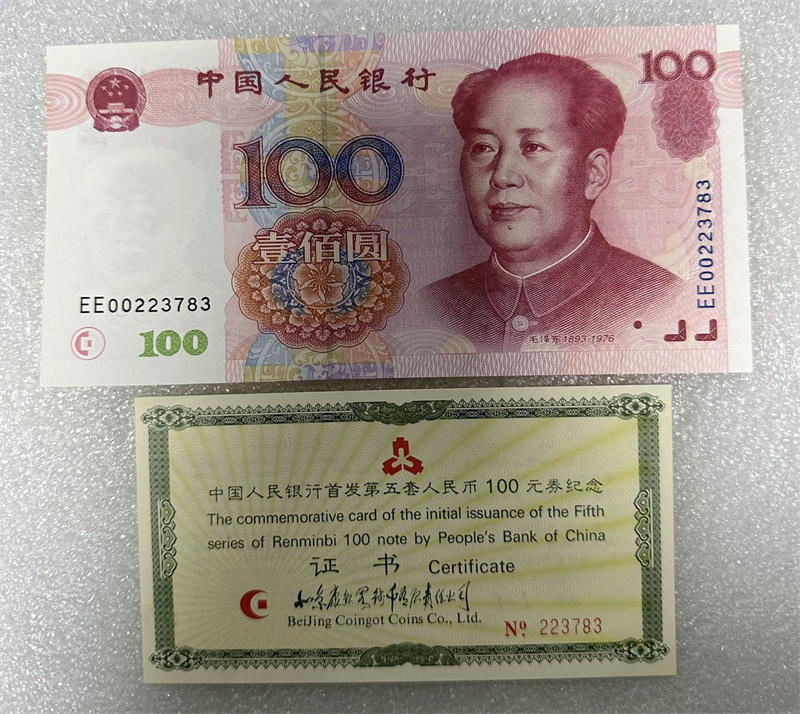 中国人民银行
100
100
壹佰圆
EE00223783
EE00223783
100
毛泽东 1893-1976
中国人民银行首发第五套人民币 100 元券纪念
The commemorative card of the initial issuance of the Fifth
series of Renminbi 100 note by People's Bank of China
证 书 Certificate
BeiJing Coingot Coins Co., Ltd.
Nº 223783